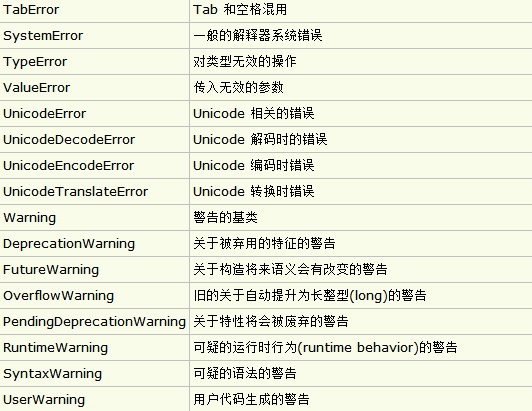 TabError Tab 和空格混用
SystemError 一般的解释器系统错误
TypeError 对类型无效的操作
ValueError 传入无效的参数
UnicodeError Unicode 相关的错误
UnicodeDecodeError Unicode 解码时的错误
UnicodeEncodeError Unicode 编码时错误
UnicodeTranslateError Unicode 转换时错误
Warning 警告的基类
DeprecationWarning 关于被弃用的特征的警告
FutureWarning 关于构造将来语义会有改变的警告
OverflowWarning 旧的关于自动提升为长整型(long)的警告
PendingDeprecationWarning 关于特性将会被废弃的警告
RuntimeWarning 可疑的运行时行为(runtime behavior)的警告
SyntaxWarning 可疑的语法的警告
UserWarning 用户代码生成的警告